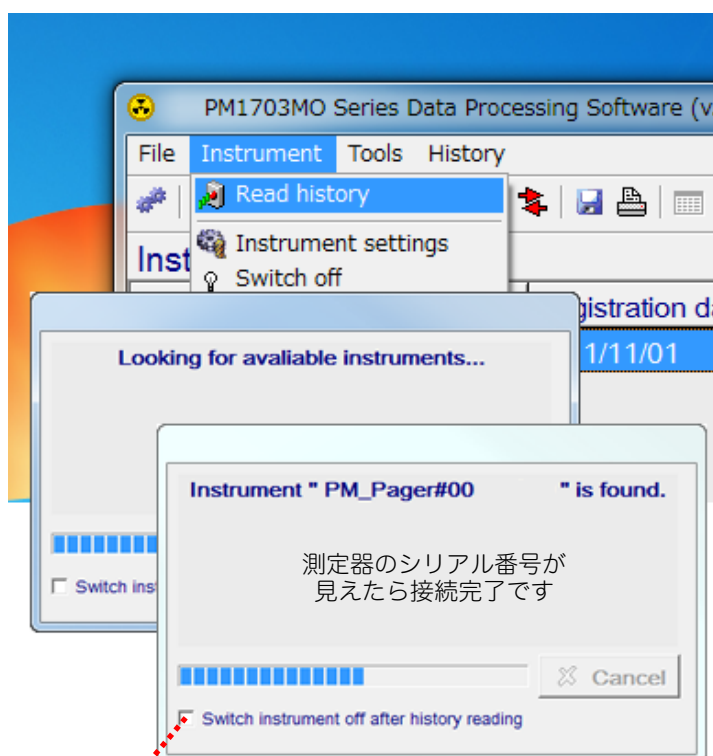 PM1703MO Series Data Processing Software (v
File Instrument Tools History
Read history
Instrument settings
Inst
Switch off
gistration da
1/11/01
Looking for avaliable instruments...
Instrument " PM_Pager#00 " is found.
測定器のシリアル番号が
見えたら接続完了です
Switch inst
Cancel
Switch instrument off after history reading